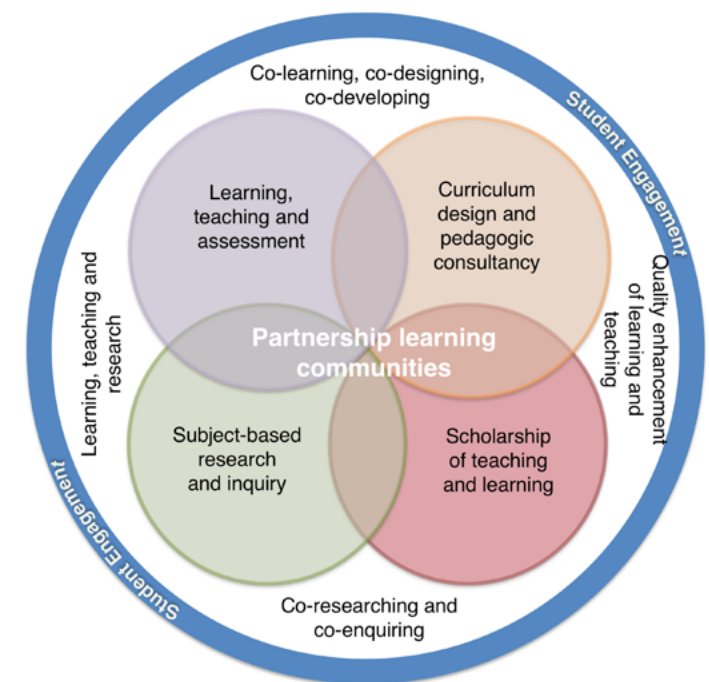 Co-learning, co-designing,
co-developing
Student Engagement
Learning,
teaching and
assessment
Curriculum
design and
pedagogic
consultancy
Learning, teaching and
research
Quality enhancement
of learning and
teaching
Partnership learning
communities
Subject-based
research
and inquiry
Scholarship
of teaching
and learning
Student Engagement
Co-researching and
co-enquiring